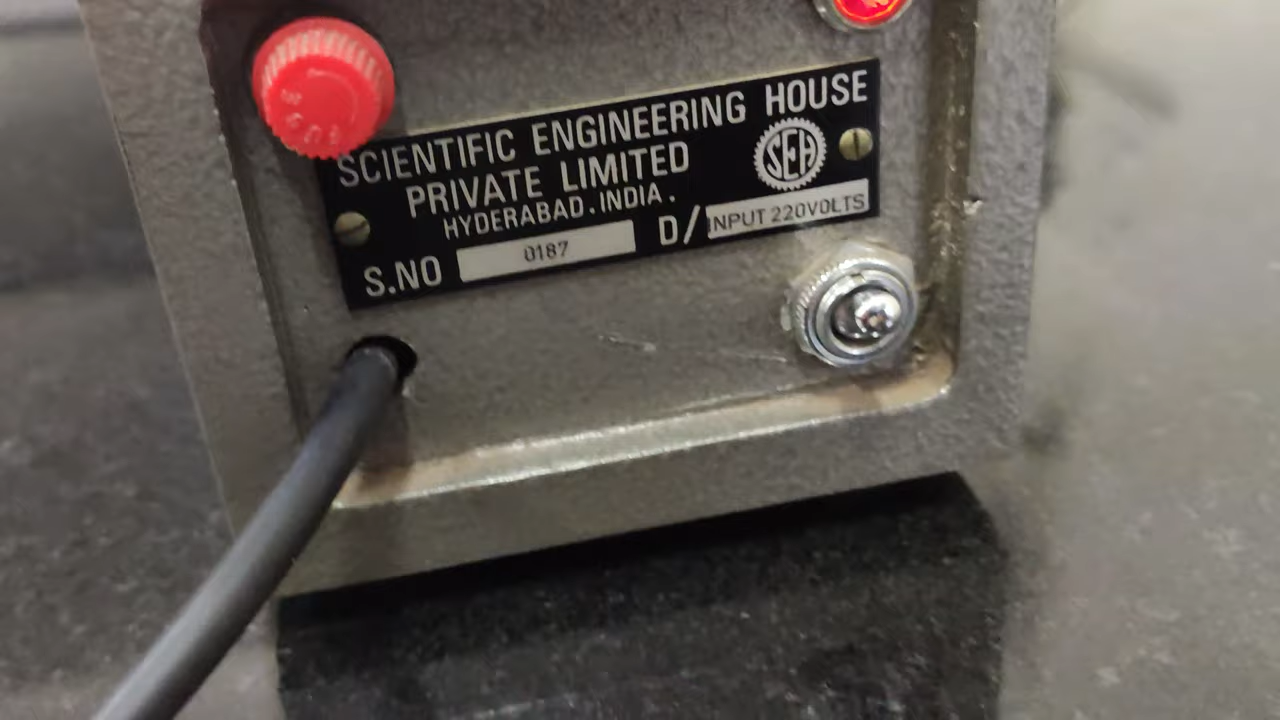 SCIENTIFIC ENGINEERING HOUSE
PRIVATE LIMITED
SEH
HYDERABAD.INDIA.
S.NO 0187 D/ INPUT 220VOLTS